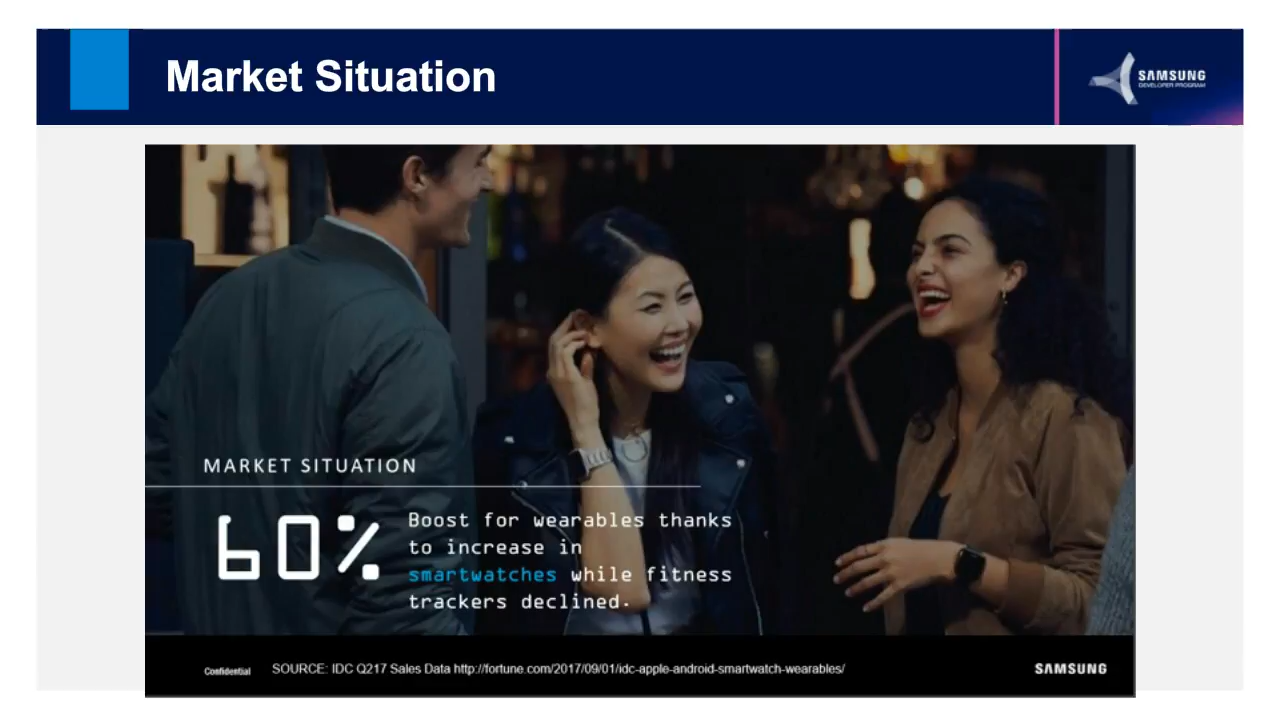 Market Situation
SAMSUNG
DEVELOPER PROGRAM
MARKET SITUATION
60%
Boost for wearables thanks
to increase in
smartwatches while fitness
trackers declined.
Confidential
SOURCE: IDC Q217 Sales Data http://fortune.com/2017/09/01/idc-apple-android-smartwatch-wearables/
SAMSUNG